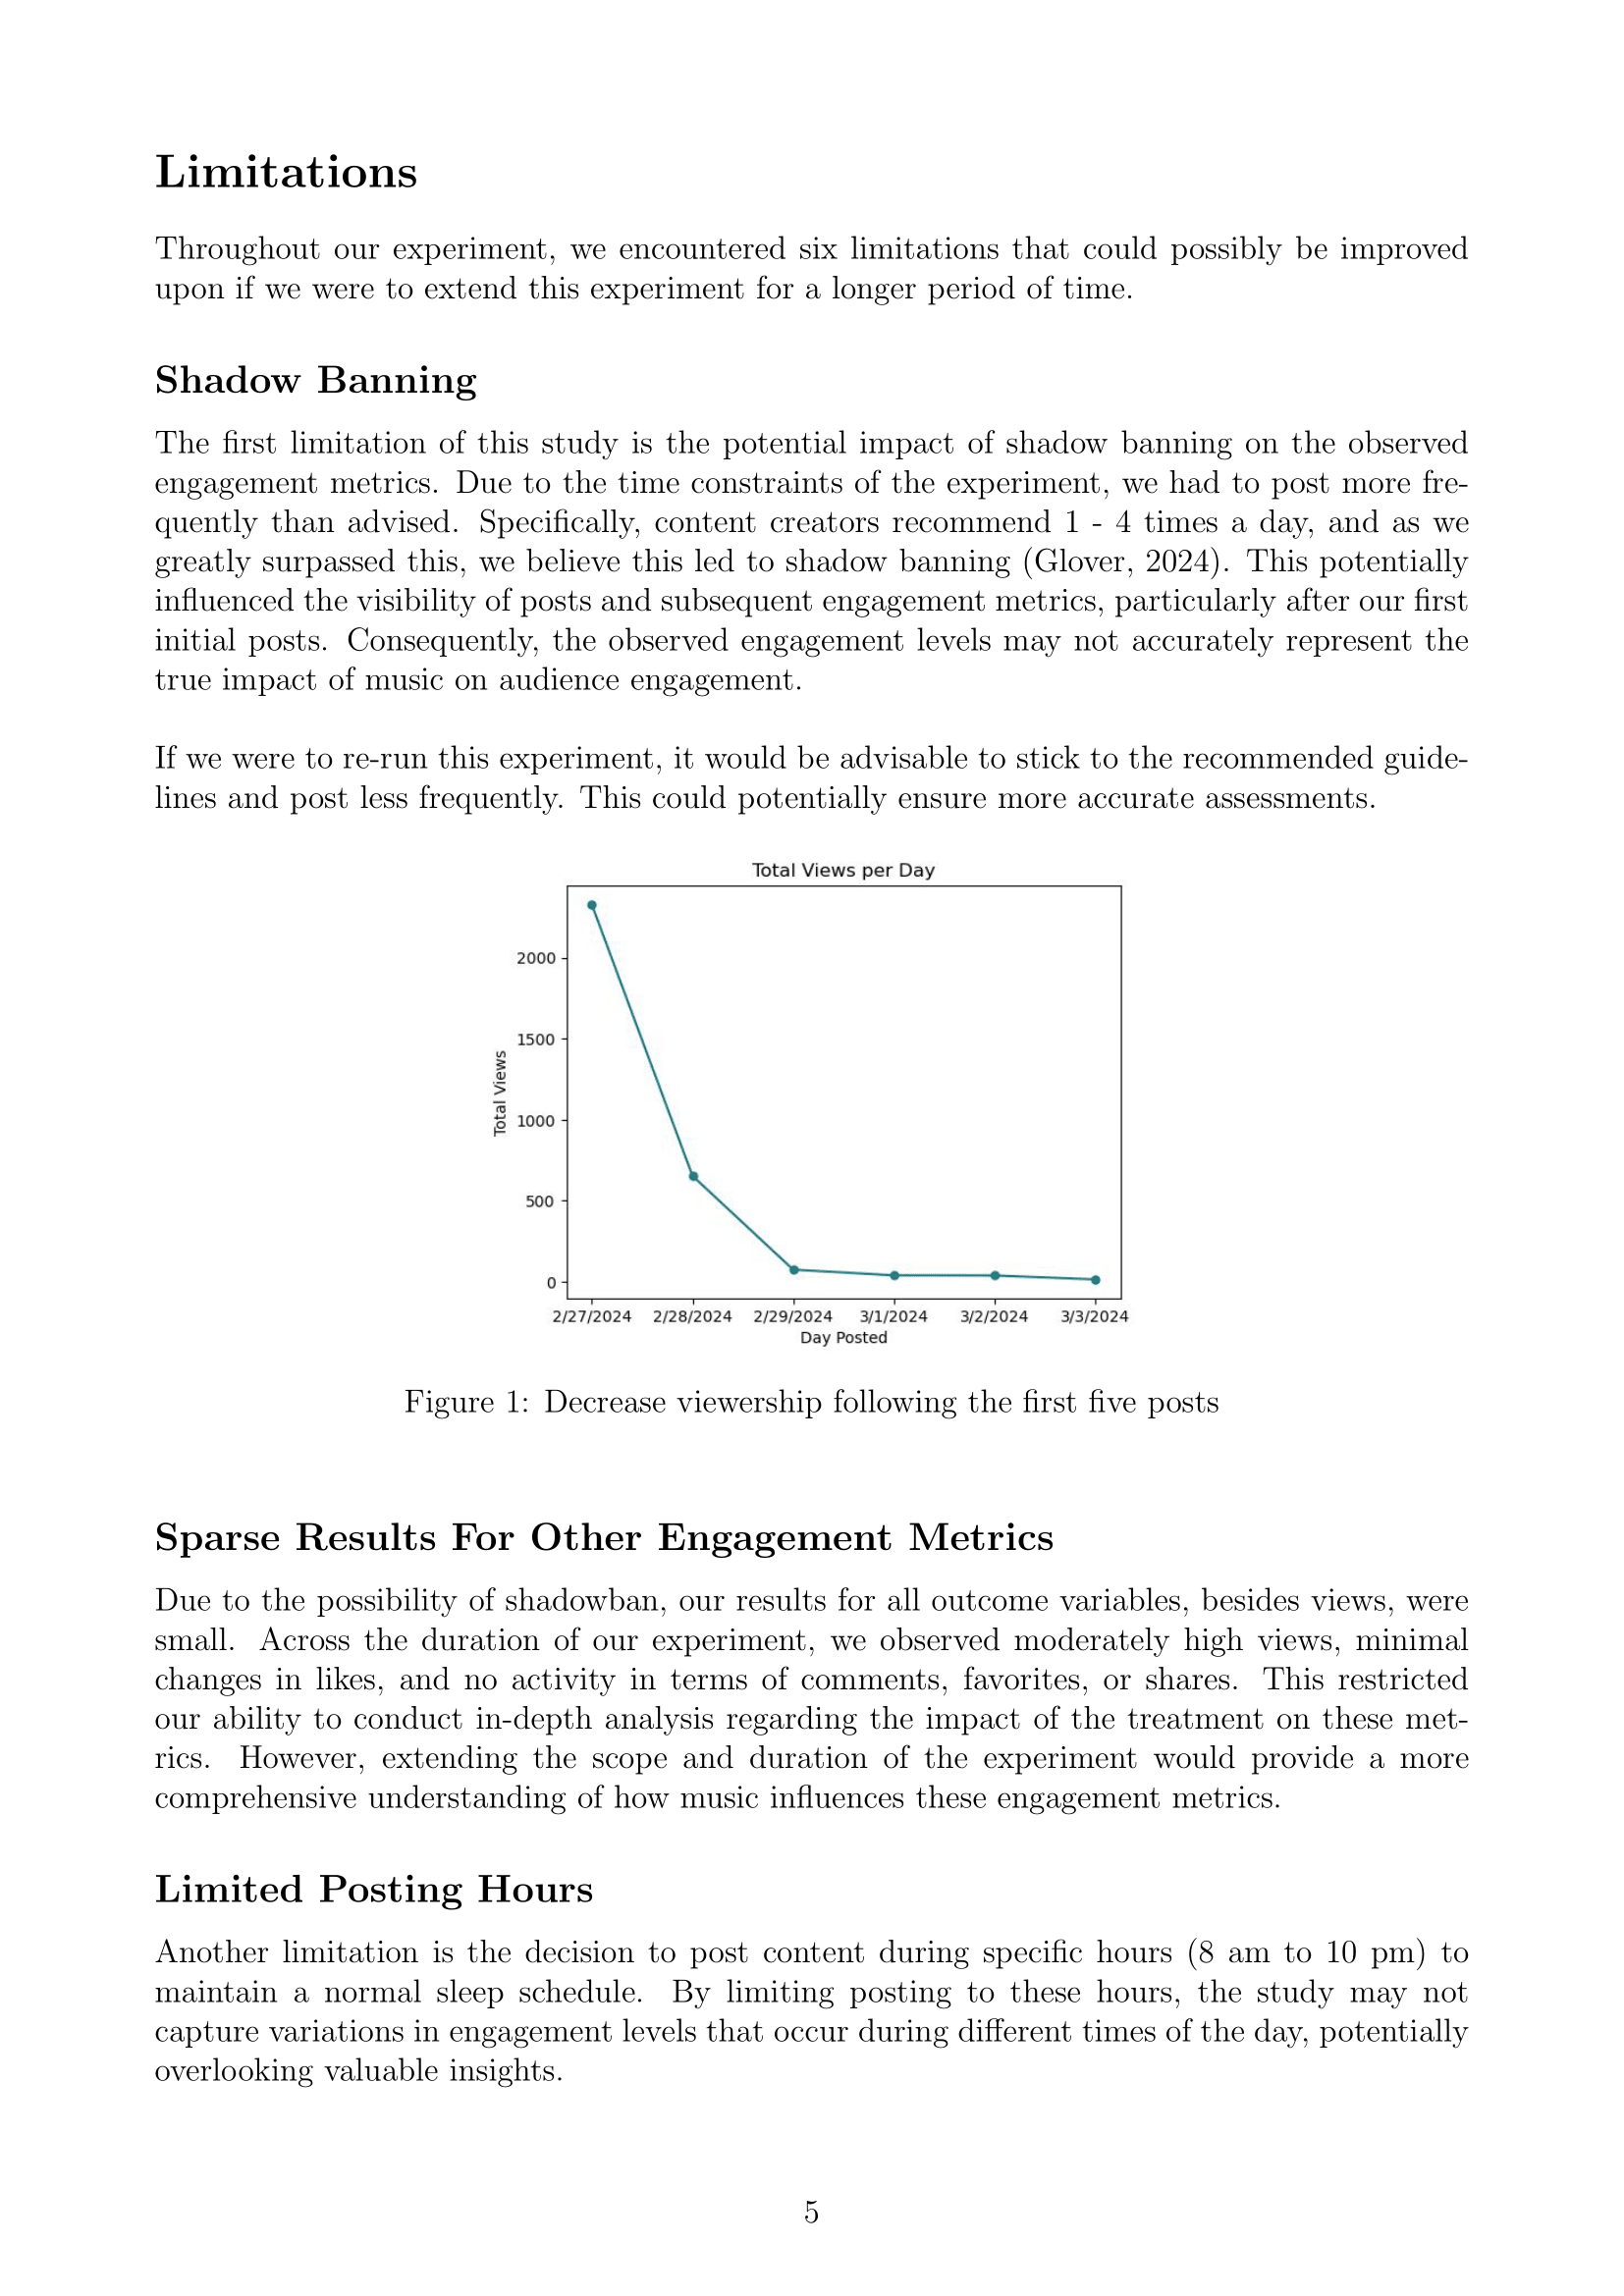 Limitations
Throughout our experiment, we encountered six limitations that could possibly be improved
upon if we were to extend this experiment for a longer period of time.
Shadow Banning
The first limitation of this study is the potential impact of shadow banning on the observed
engagement metrics. Due to the time constraints of the experiment, we had to post more fre-
quently than advised. Specifically, content creators recommend 1 - 4 times a day, and as we
greatly surpassed this, we believe this led to shadow banning (Glover, 2024). This potentially
influenced the visibility of posts and subsequent engagement metrics, particularly after our first
initial posts. Consequently, the observed engagement levels may not accurately represent the
true impact of music on audience engagement.
If we were to re-run this experiment, it would be advisable to stick to the recommended guide-
lines and post less frequently. This could potentially ensure more accurate assessments.
Total Views per Day
Total Views
2000
1500
1000
500
0
2/27/2024 2/28/2024 2/29/2024 3/1/2024 3/2/2024 3/3/2024
Day Posted
Figure 1: Decrease viewership following the first five posts
Sparse Results For Other Engagement Metrics
Due to the possibility of shadowban, our results for all outcome variables, besides views, were
small. Across the duration of our experiment, we observed moderately high views, minimal
changes in likes, and no activity in terms of comments, favorites, or shares. This restricted
our ability to conduct in-depth analysis regarding the impact of the treatment on these met-
rics. However, extending the scope and duration of the experiment would provide a more
comprehensive understanding of how music influences these engagement metrics.
Limited Posting Hours
Another limitation is the decision to post content during specific hours (8 am to 10 pm) to
maintain a normal sleep schedule. By limiting posting to these hours, the study may not
capture variations in engagement levels that occur during different times of the day, potentially
overlooking valuable insights.
5